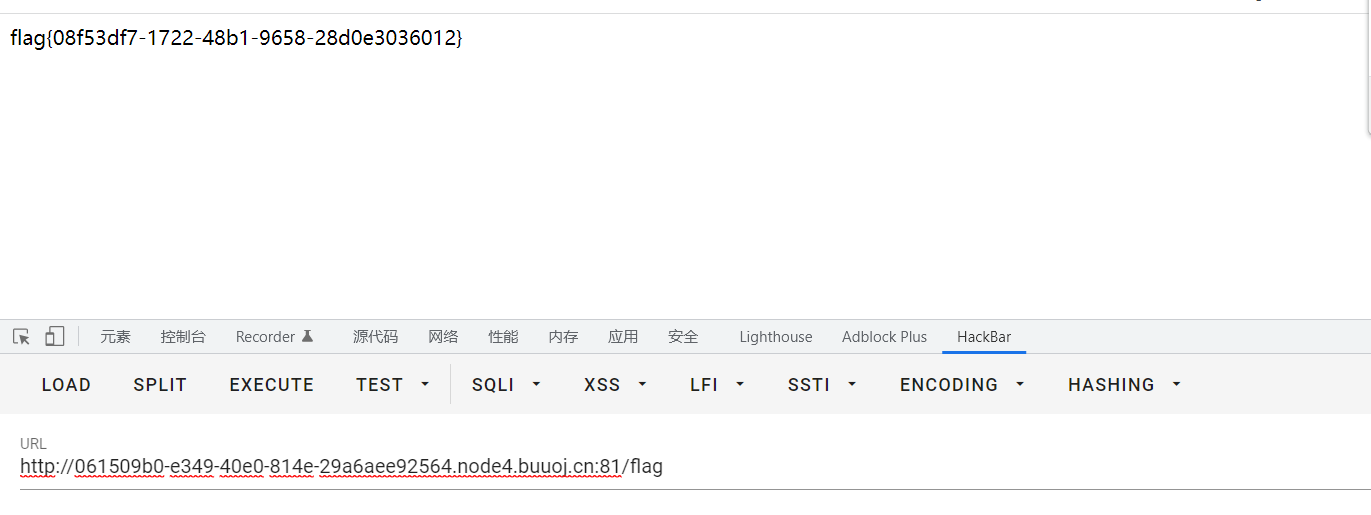 flag{08f53df7-1722-48b1-9658-28d0e3036012}
元素 控制台 Recorder 源代码 网络 性能 内存 应用 安全 Lighthouse Adblock Plus HackBar
LOAD SPLIT EXECUTE TEST SQLI XSS LFI SSTI ENCODING HASHING
URL
http://061509b0-e349-40e0-814e-29a6aee92564.node4.buuoj.cn:81/flag